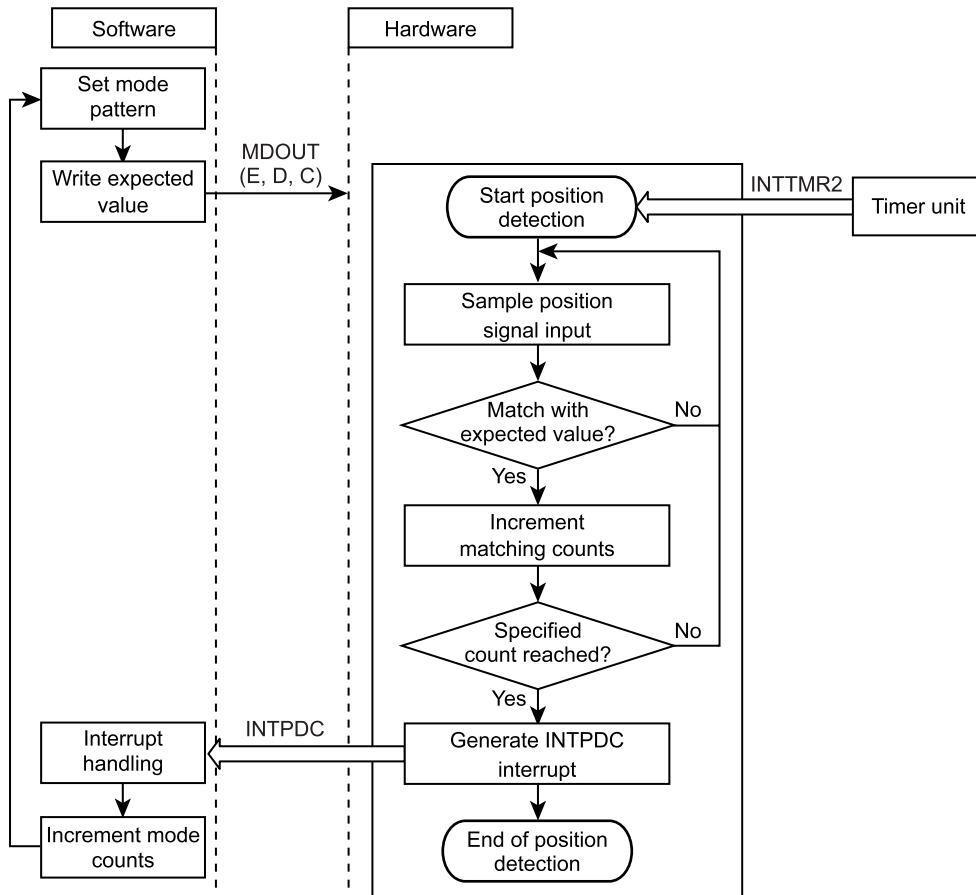 Software
Hardware
Set mode
pattern
Write expected
value
MDOUT
(E, D, C)
Start position
detection
INTTMR2
Timer unit
Sample position
signal input
Match with
expected value?
No
Yes
Increment
matching counts
Specified
count reached?
No
Yes
Generate INTPDC
interrupt
INTPDC
Interrupt
handling
Increment mode
counts
End of position
detection